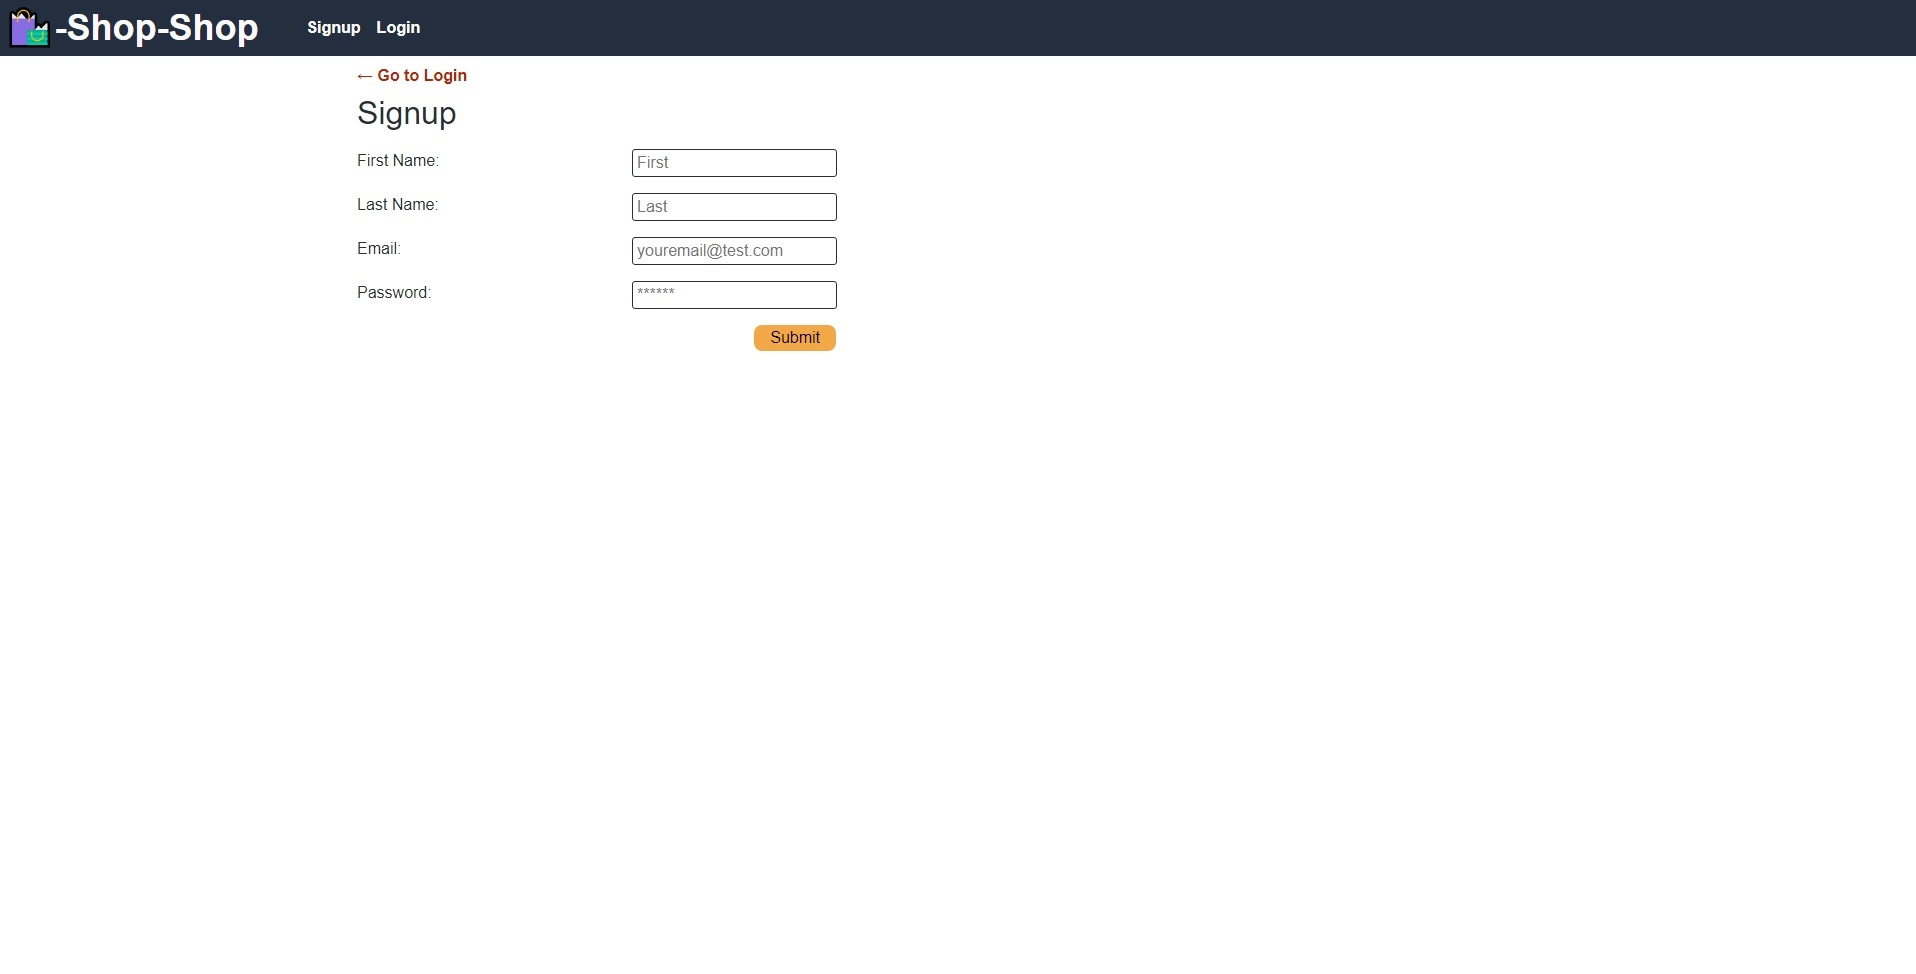 -Shop-Shop Signup Login
← Go to Login
Signup
First Name: First
Last Name: Last
Email: youremail@test.com
Password: ******
Submit